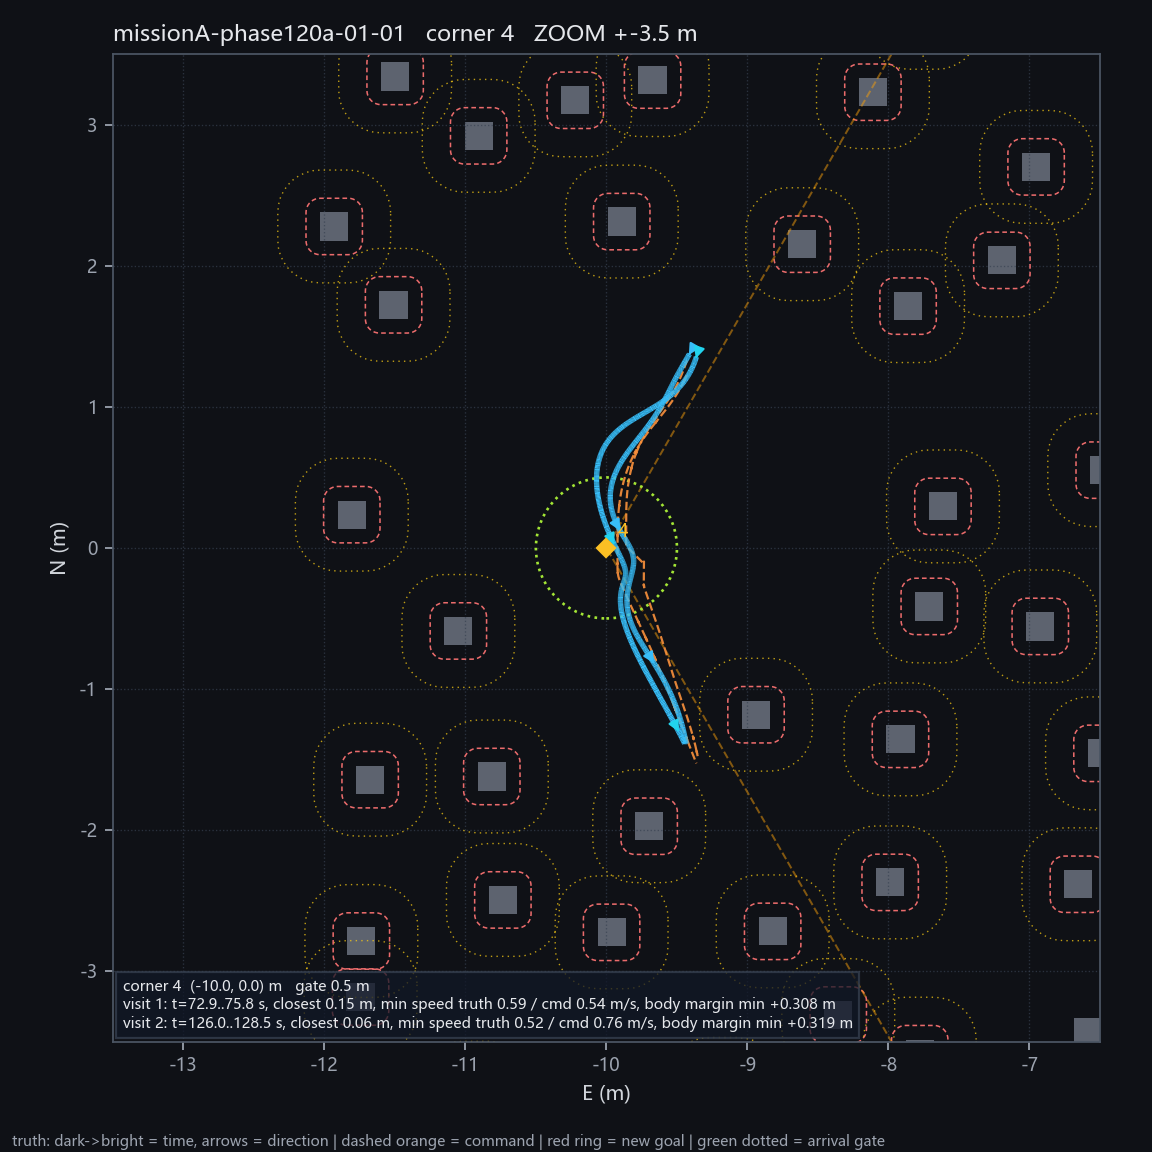 missionA-phase120a-01-01 corner 4 ZOOM +-3.5 m
3
2
1
0
-1
-2
-3
N (m)
corner 4 (-10.0, 0.0) m gate 0.5 m
visit 1: t=72.9..75.8 s, closest 0.15 m, min speed truth 0.59 / cmd 0.54 m/s, body margin min +0.308 m
visit 2: t=126.0..128.5 s, closest 0.06 m, min speed truth 0.52 / cmd 0.76 m/s, body margin min +0.319 m
-13 -12 -11 -10 -9 -8 -7
E (m)
truth: dark->bright = time, arrows = direction | dashed orange = command | red ring = new goal | green dotted = arrival gate